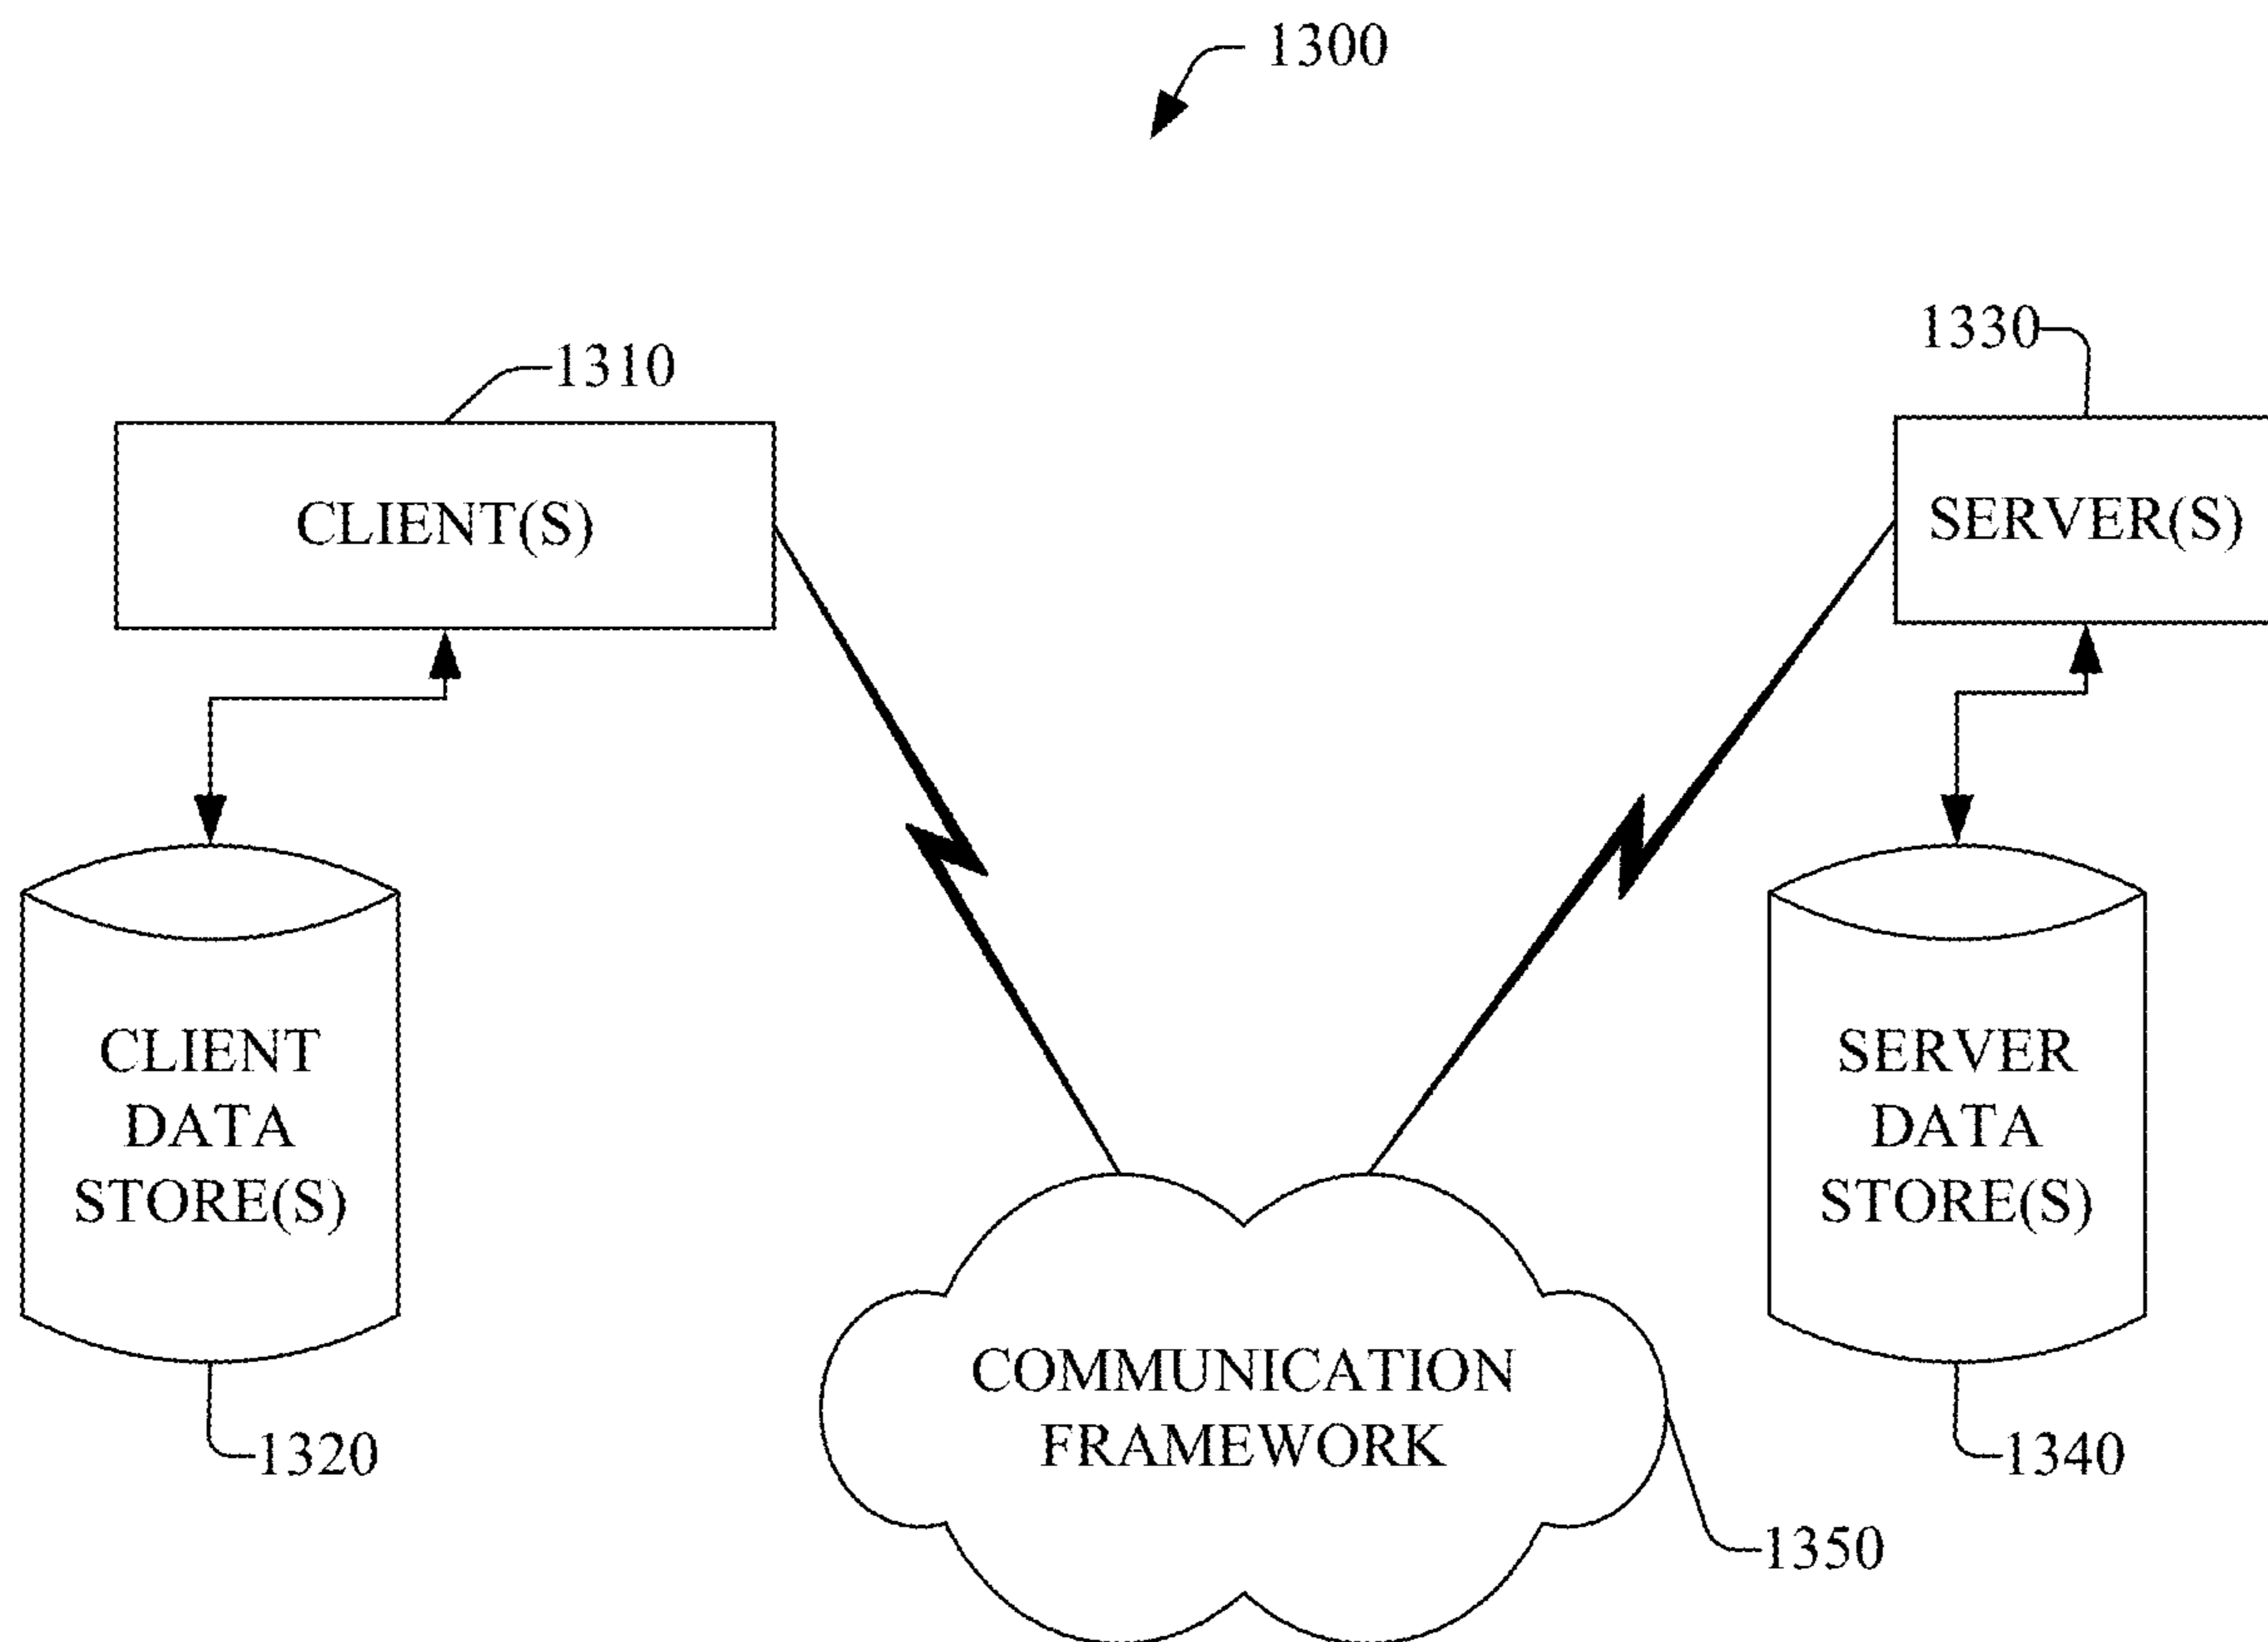 1300
1310
1330
CLIENT(S)
SERVER(S)
CLIENT
DATA
STORE(S)
SERVER
DATA
STORE(S)
COMMUNICATION
FRAMEWORK
1320
1340
1350